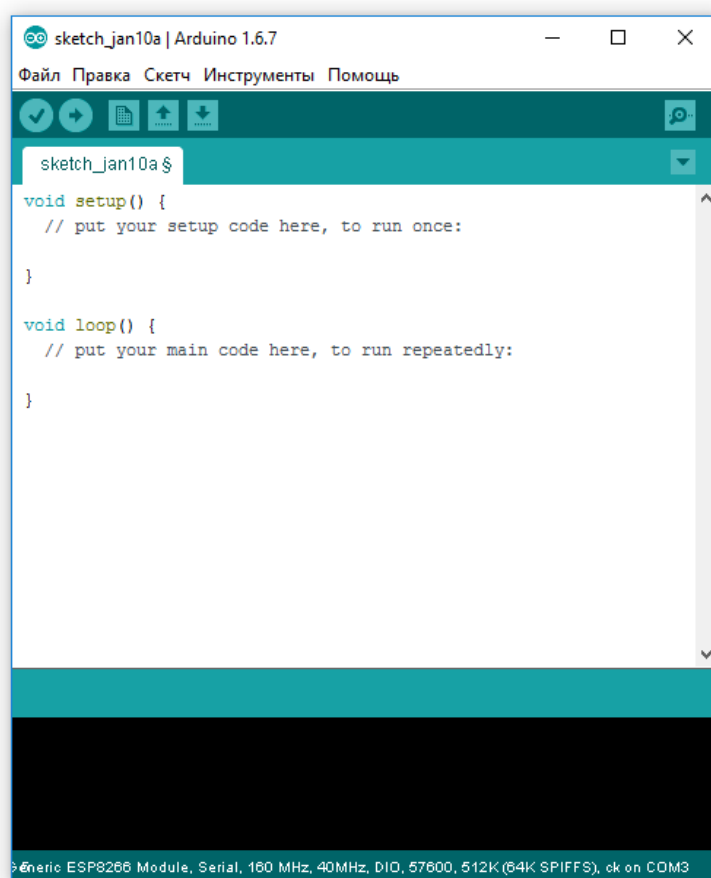 sketch_jan10a | Arduino 1.6.7
Файл Правка Скетч Инструменты Помощь
sketch_jan10a §
void setup() {
  // put your setup code here, to run once:
}
void loop() {
  // put your main code here, to run repeatedly:
}
Generic ESP8266 Module, Serial, 160 MHz, 40MHz, DIO, 57600, 512K (64K SPIFFS), ck on COM3